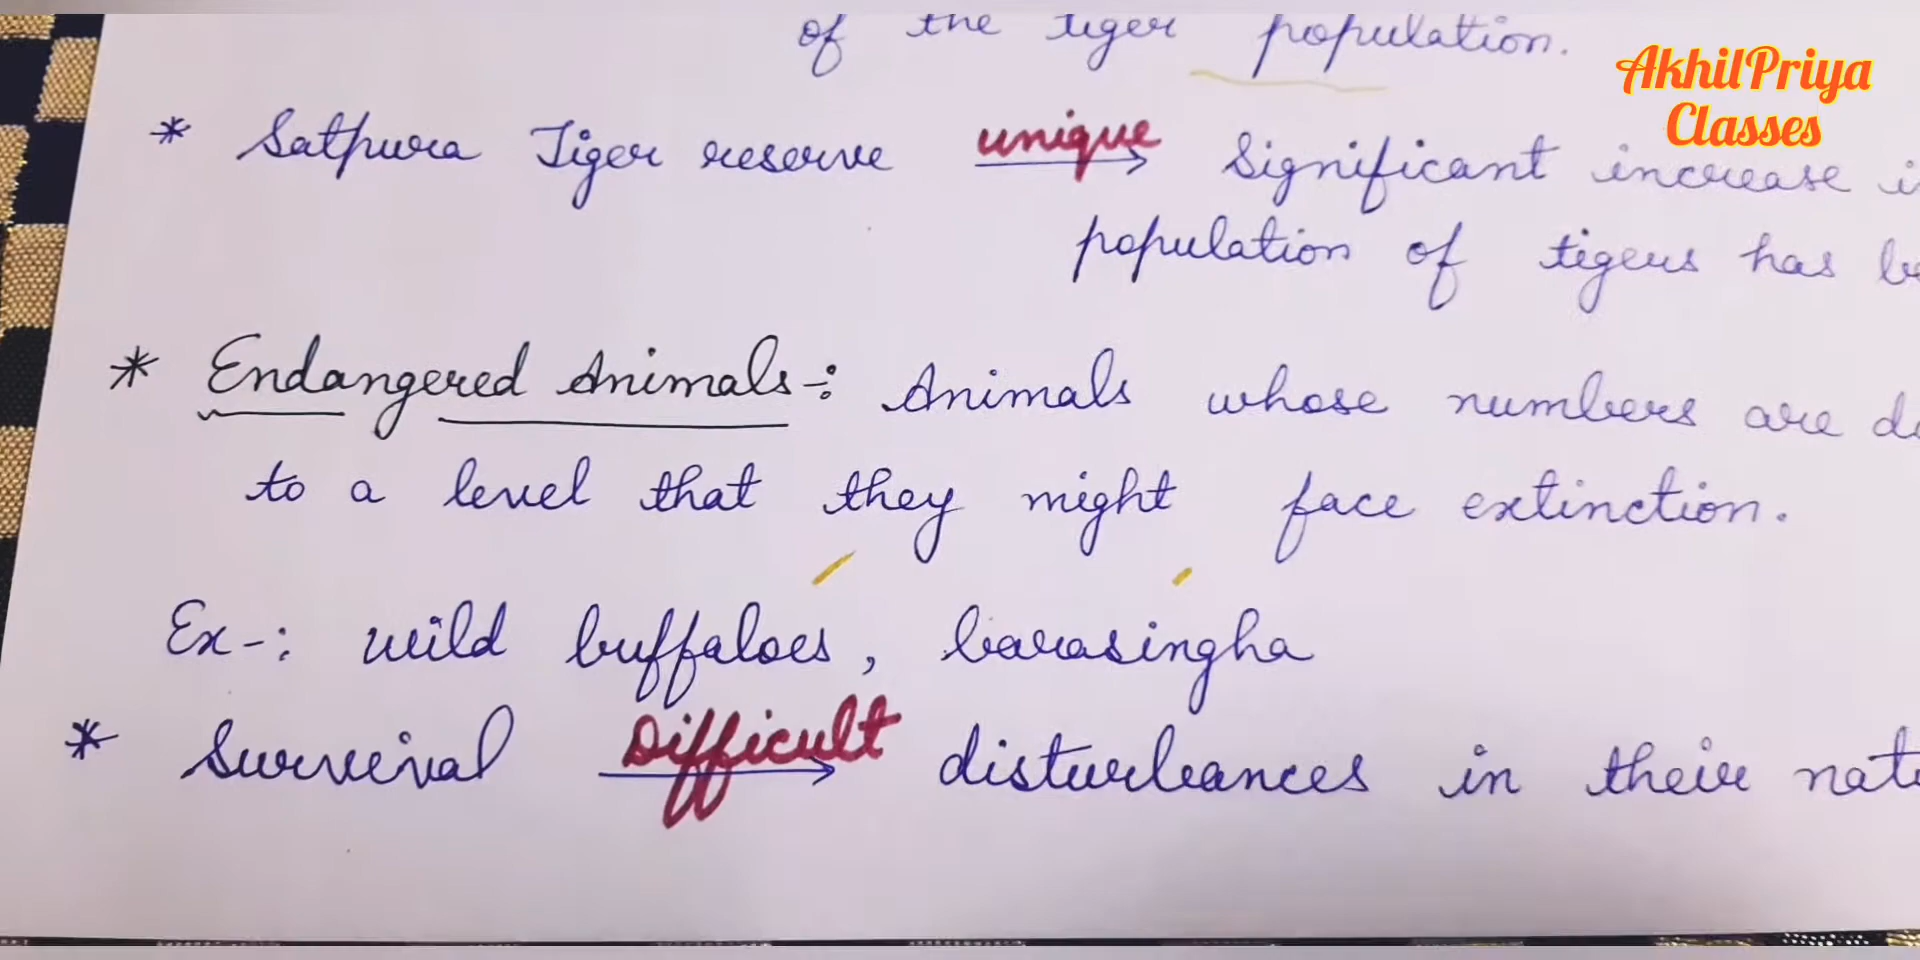 of the tiger population.
AkhilPriya
Classes
* Satpura Tiger reserve unique → Significant increase
population of tigers has
* Endangered Animals-: Animals whose numbers are
to a level that they might face extinction.
Ex-: wild buffaloes, barasingha
* Survival Difficult → disturbances in their